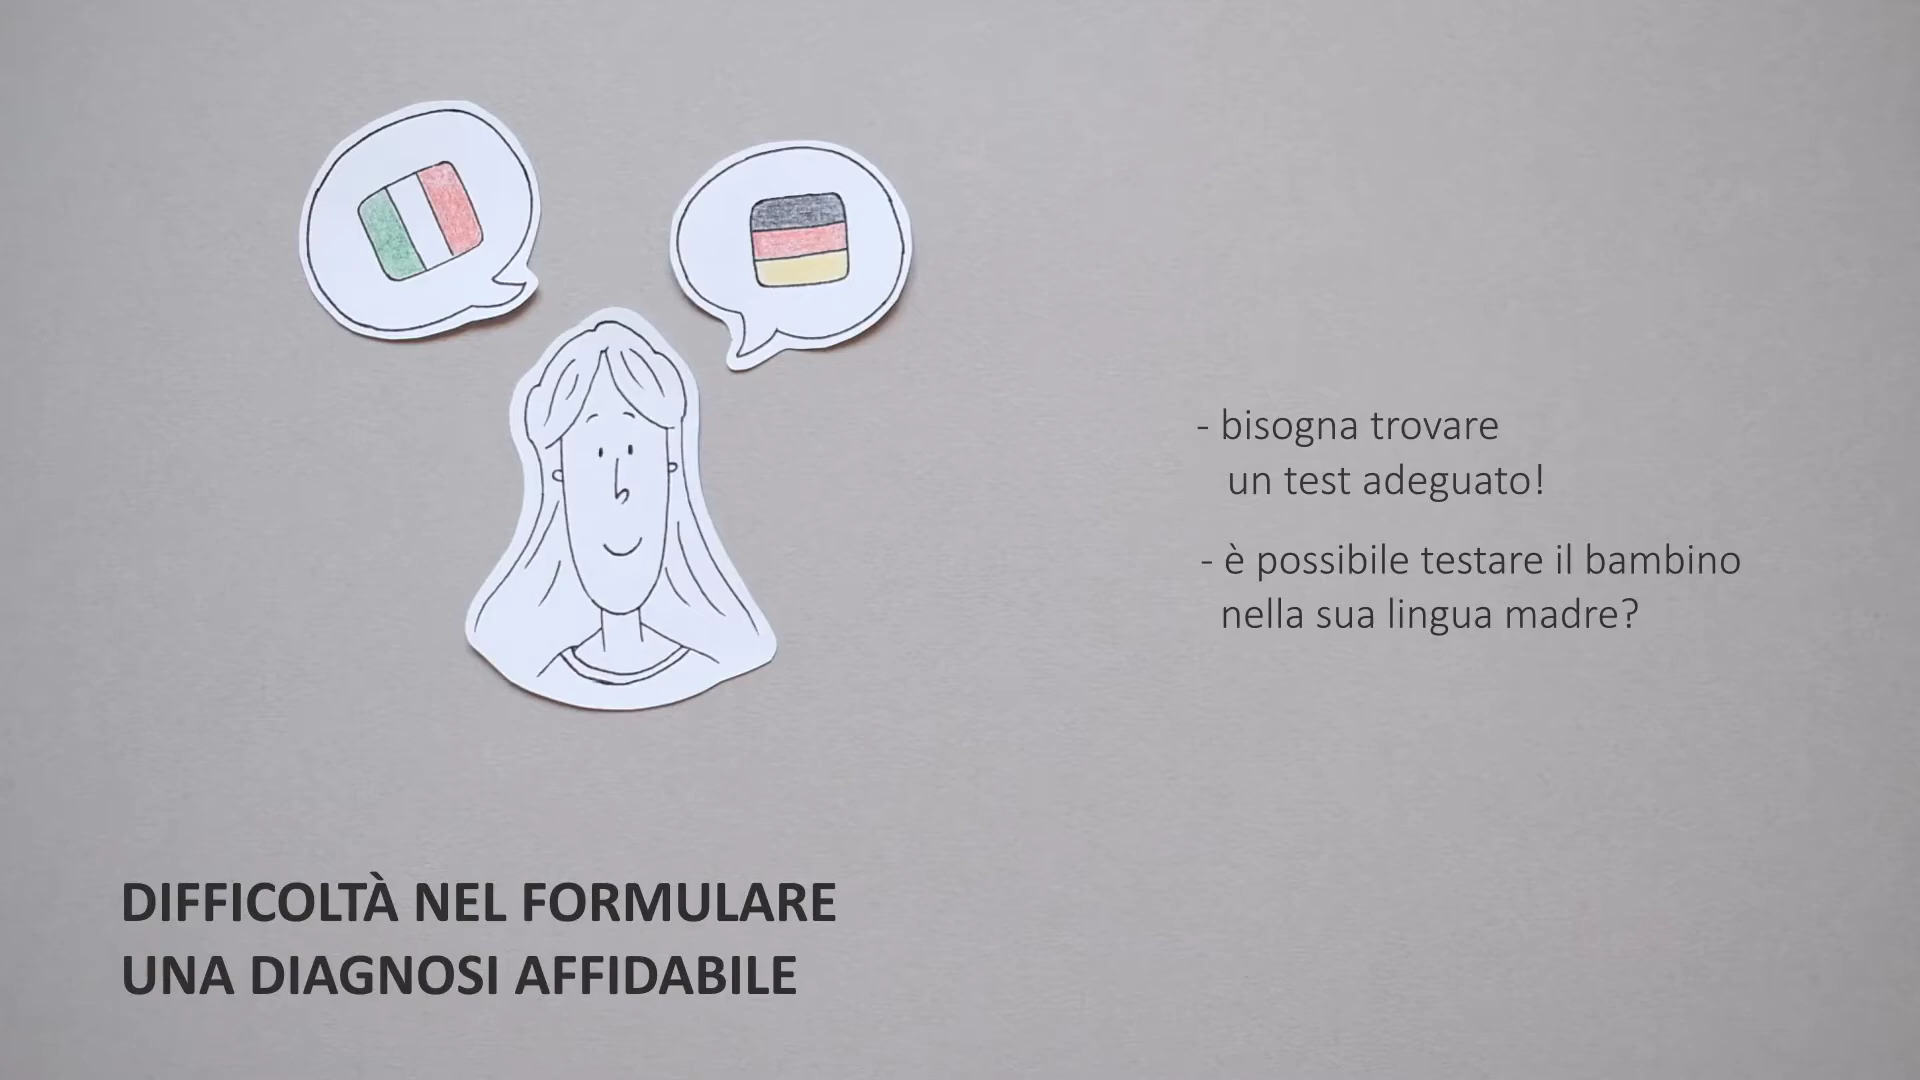 - bisogna trovare
un test adeguato!
- è possibile testare il bambino
nella sua lingua madre?
DIFFICOLTÀ NEL FORMULARE
UNA DIAGNOSI AFFIDABILE